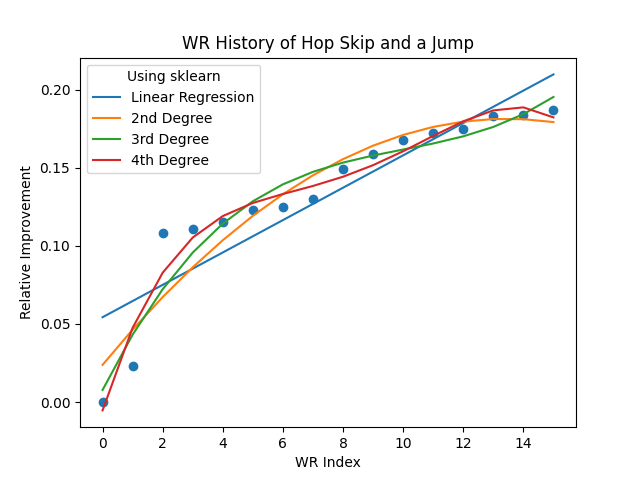 WR History of Hop Skip and a Jump
Using sklearn
Linear Regression
2nd Degree
3rd Degree
4th Degree
Relative Improvement
0.20
0.15
0.10
0.05
0.00
0 2 4 6 8 10 12 14
WR Index